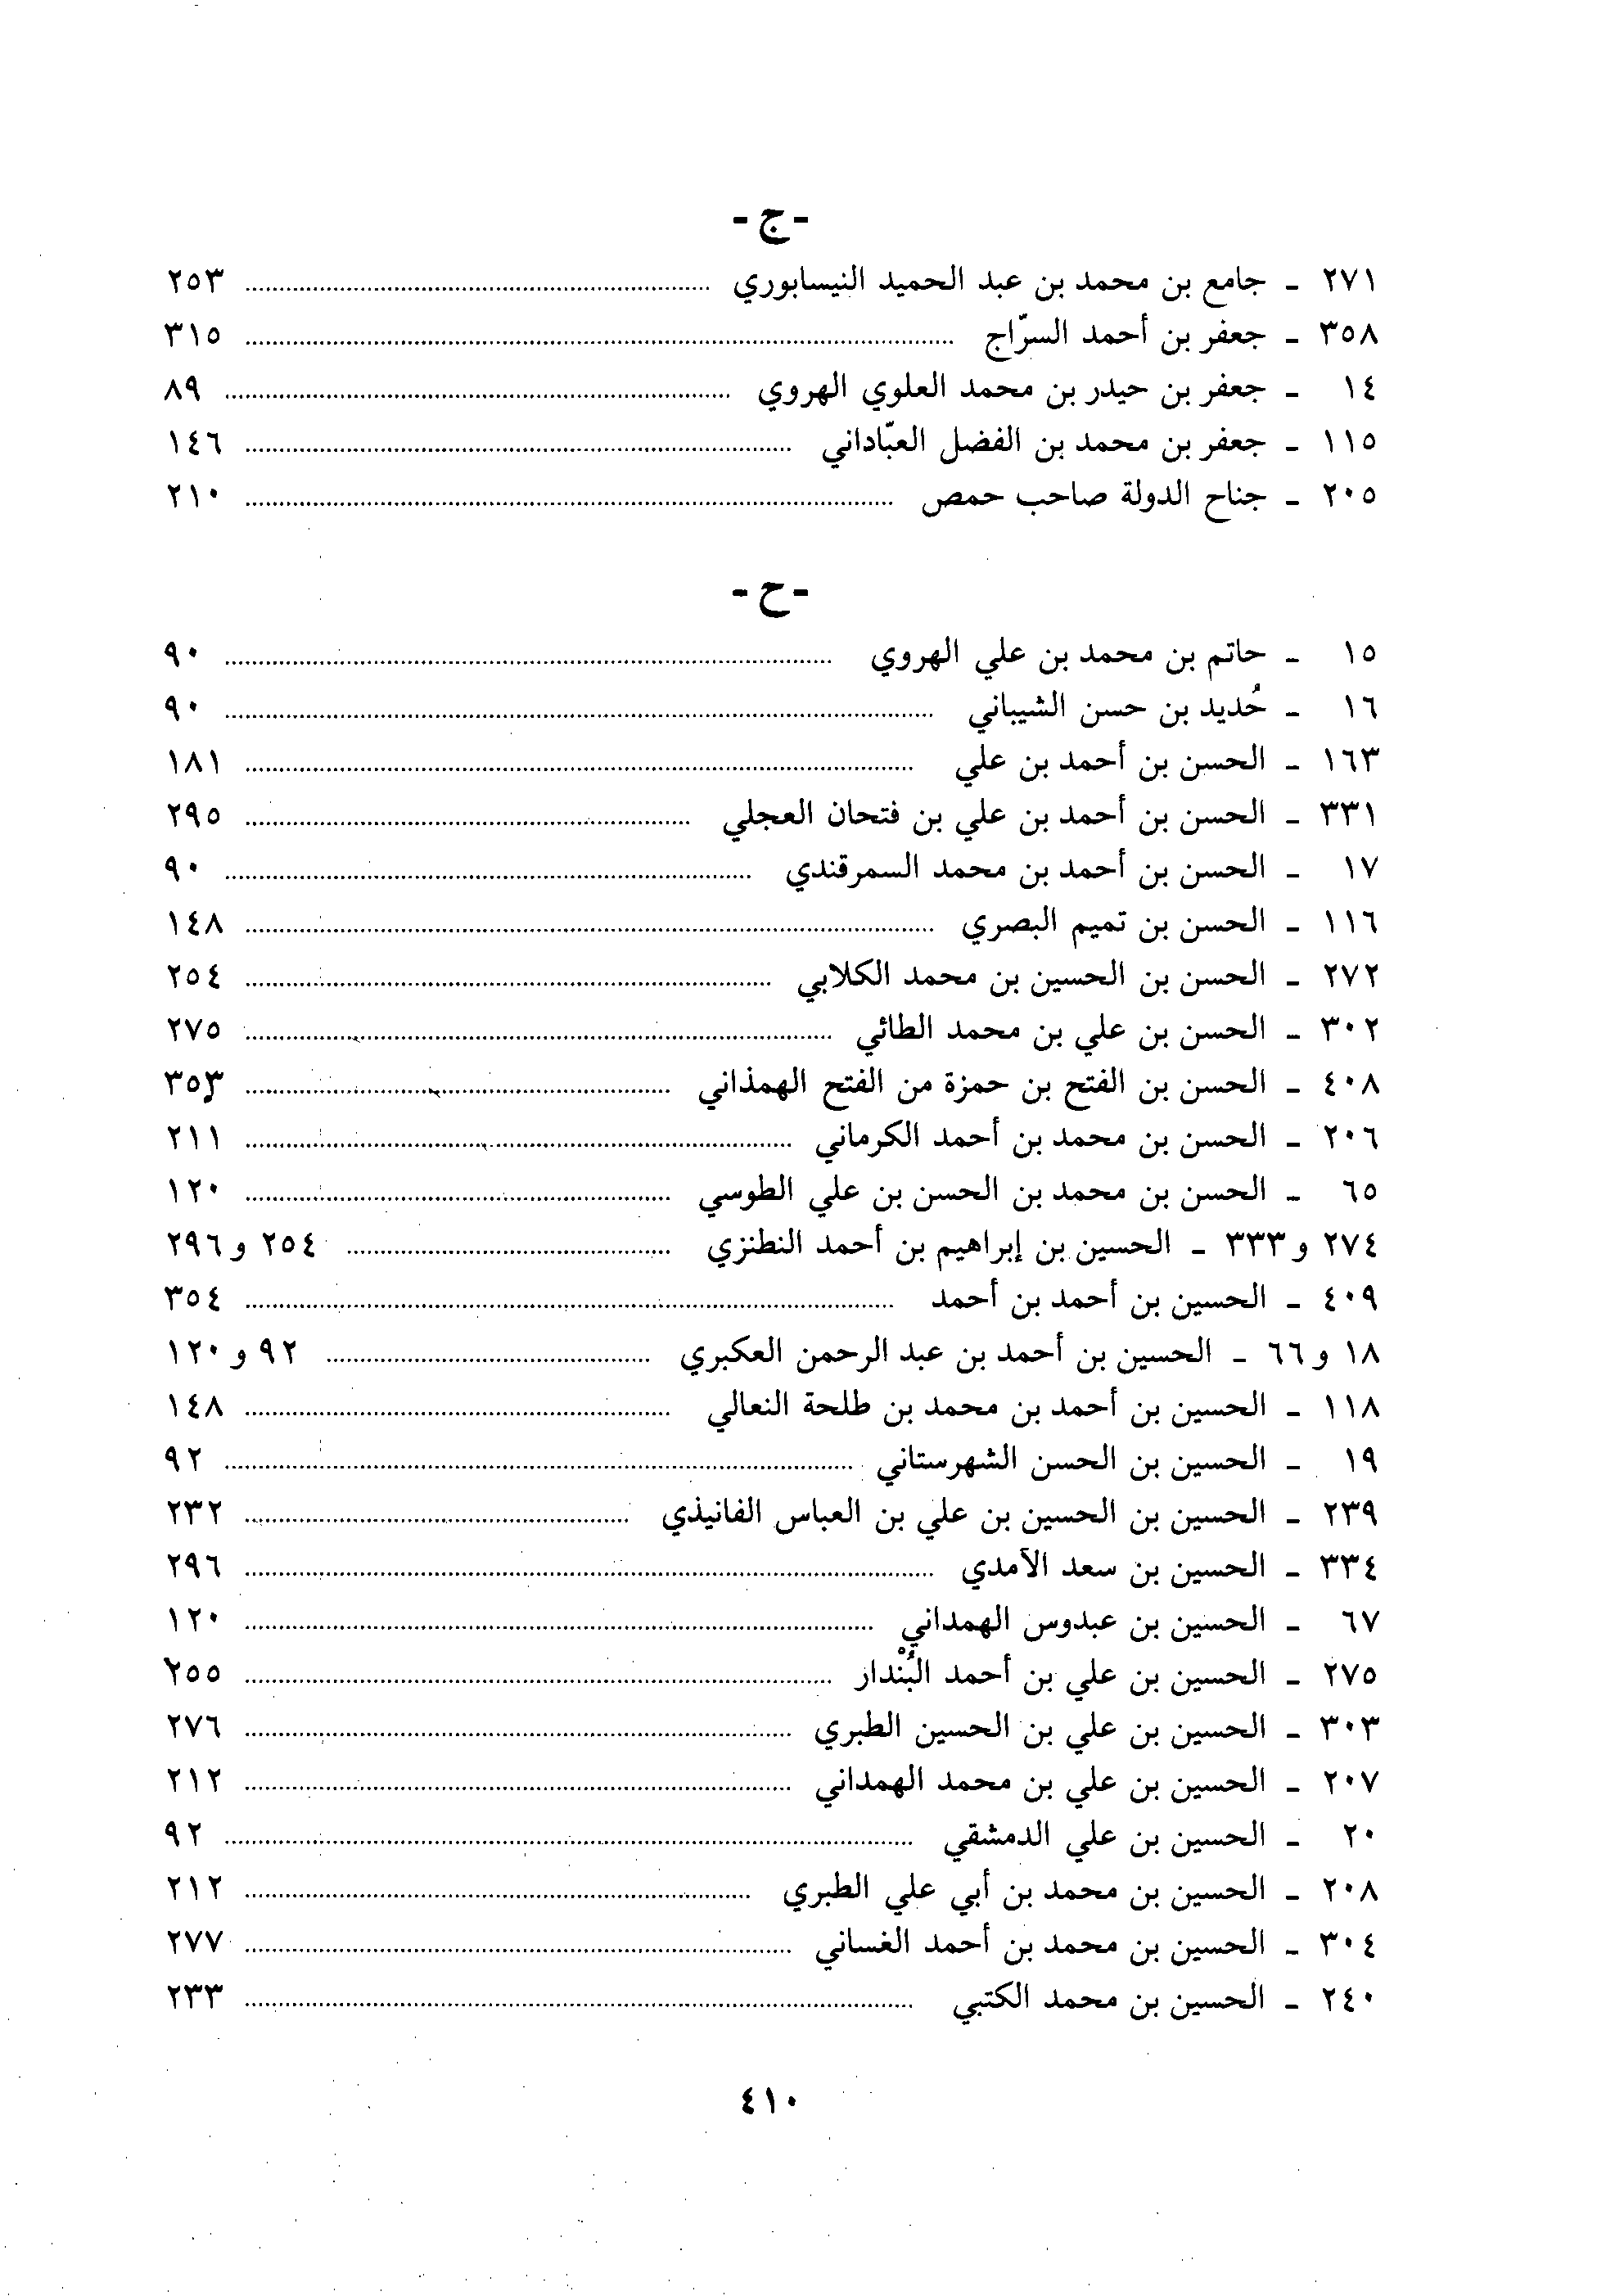 - ج -
٢٧١ - جامع بن محمد بن عبد الحميد النيسابوري ........ ٢٥٣
٣٥٨ - جعفر بن أحمد السرّاج ........ ٣١٥
١٤ - جعفر بن حيدر بن محمد العلوي الهروي ........ ٨٩
١١٥ - جعفر بن محمد بن الفضل العبّاداني ........ ١٤٦
٢٠٥ - جناح الدولة صاحب حمص ........ ٢١٠
- ح -
١٥ - حاتم بن محمد بن علي الهروي ........ ٩٠
١٦ - حُديد بن حسن الشيباني ........ ٩٠
١٦٣ - الحسن بن أحمد بن علي ........ ١٨١
٣٣١ - الحسن بن أحمد بن علي بن فتحان العجلي ........ ٢٩٥
١٧ - الحسن بن أحمد بن محمد السمرقندي ........ ٩٠
١١٦ - الحسن بن تميم البصري ........ ١٤٨
٢٧٢ - الحسن بن الحسين بن محمد الكلابي ........ ٢٥٤
٣٠٢ - الحسن بن علي بن محمد الطائي ........ ٢٧٥
٤٠٨ - الحسن بن الفتح بن حمزة من الفتح الهمذاني ........ ٣٥٣
٢٠٦ - الحسن بن محمد بن أحمد الكرماني ........ ٢١١
٦٥ - الحسن بن محمد بن الحسن بن علي الطوسي ........ ١٢٠
٢٧٤ و ٣٣٣ - الحسين بن إبراهيم بن أحمد النطنزي ........ ٢٥٤ و ٢٩٦
٤٠٩ - الحسين بن أحمد بن أحمد ........ ٣٥٤
١٨ و ٦٦ - الحسين بن أحمد بن عبد الرحمن العكبري ........ ٩٢ و ١٢٠
١١٨ - الحسين بن أحمد بن محمد بن طلحة النعالي ........ ١٤٨
١٩ - الحسين بن الحسن الشهرستاني ........ ٩٢
٢٣٩ - الحسين بن الحسين بن علي بن العباس الفانيذي ........ ٢٣٢
٣٣٤ - الحسين بن سعد الآمدي ........ ٢٩٦
٦٧ - الحسين بن عبدوس الهمداني ........ ١٢٠
٢٧٥ - الحسين بن علي بن أحمد البُنْدار ........ ٢٥٥
٣٠٣ - الحسين بن علي بن الحسين الطبري ........ ٢٧٦
٢٠٧ - الحسين بن علي بن محمد الهمداني ........ ٢١٢
٢٠ - الحسين بن علي الدمشقي ........ ٩٢
٢٠٨ - الحسين بن محمد بن أبي علي الطبري ........ ٢١٢
٣٠٤ - الحسين بن محمد بن أحمد الغساني ........ ٢٧٧
٢٤٠ - الحسين بن محمد الكتبي ........ ٢٣٣
٤١٠